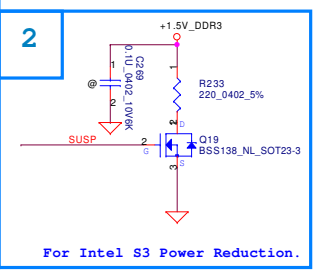 2
+1.5V_DDR3
1
@
2
C269
0.1U_0402_10V6K
1
R233
220_0402_5%
2
D
SUSP
2
G
Q19
BSS138_NL_SOT23-3
S
3
For Intel S3 Power Reduction.